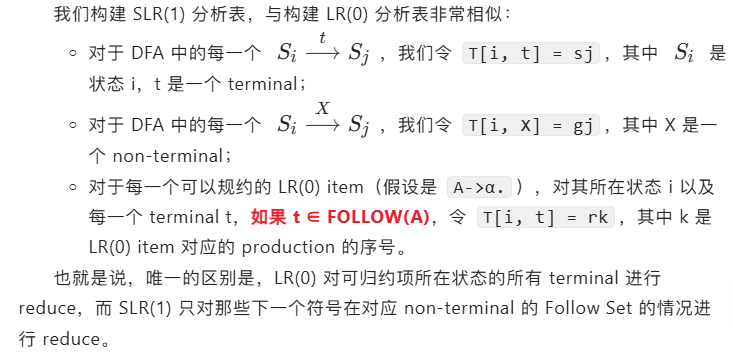 我们构建 SLR(1) 分析表，与构建 LR(0) 分析表非常相似：
○ 对于 DFA 中的每一个 Sᵢ —t→ Sⱼ ，我们令 T[i, t] = sj ，其中 Sᵢ 是
状态 i，t 是一个 terminal；
○ 对于 DFA 中的每一个 Sᵢ —X→ Sⱼ ，我们令 T[i, X] = gj ，其中 X 是一
个 non-terminal；
○ 对于每一个可以规约的 LR(0) item（假设是 A->α. ），对其所在状态 i 以及
每一个 terminal t，如果 t ∈ FOLLOW(A)，令 T[i, t] = rk ，其中 k 是
LR(0) item 对应的 production 的序号。
也就是说，唯一的区别是，LR(0) 对可归约项所在状态的所有 terminal 进行
reduce，而 SLR(1) 只对那些下一个符号在对应 non-terminal 的 Follow Set 的情况进
行 reduce。